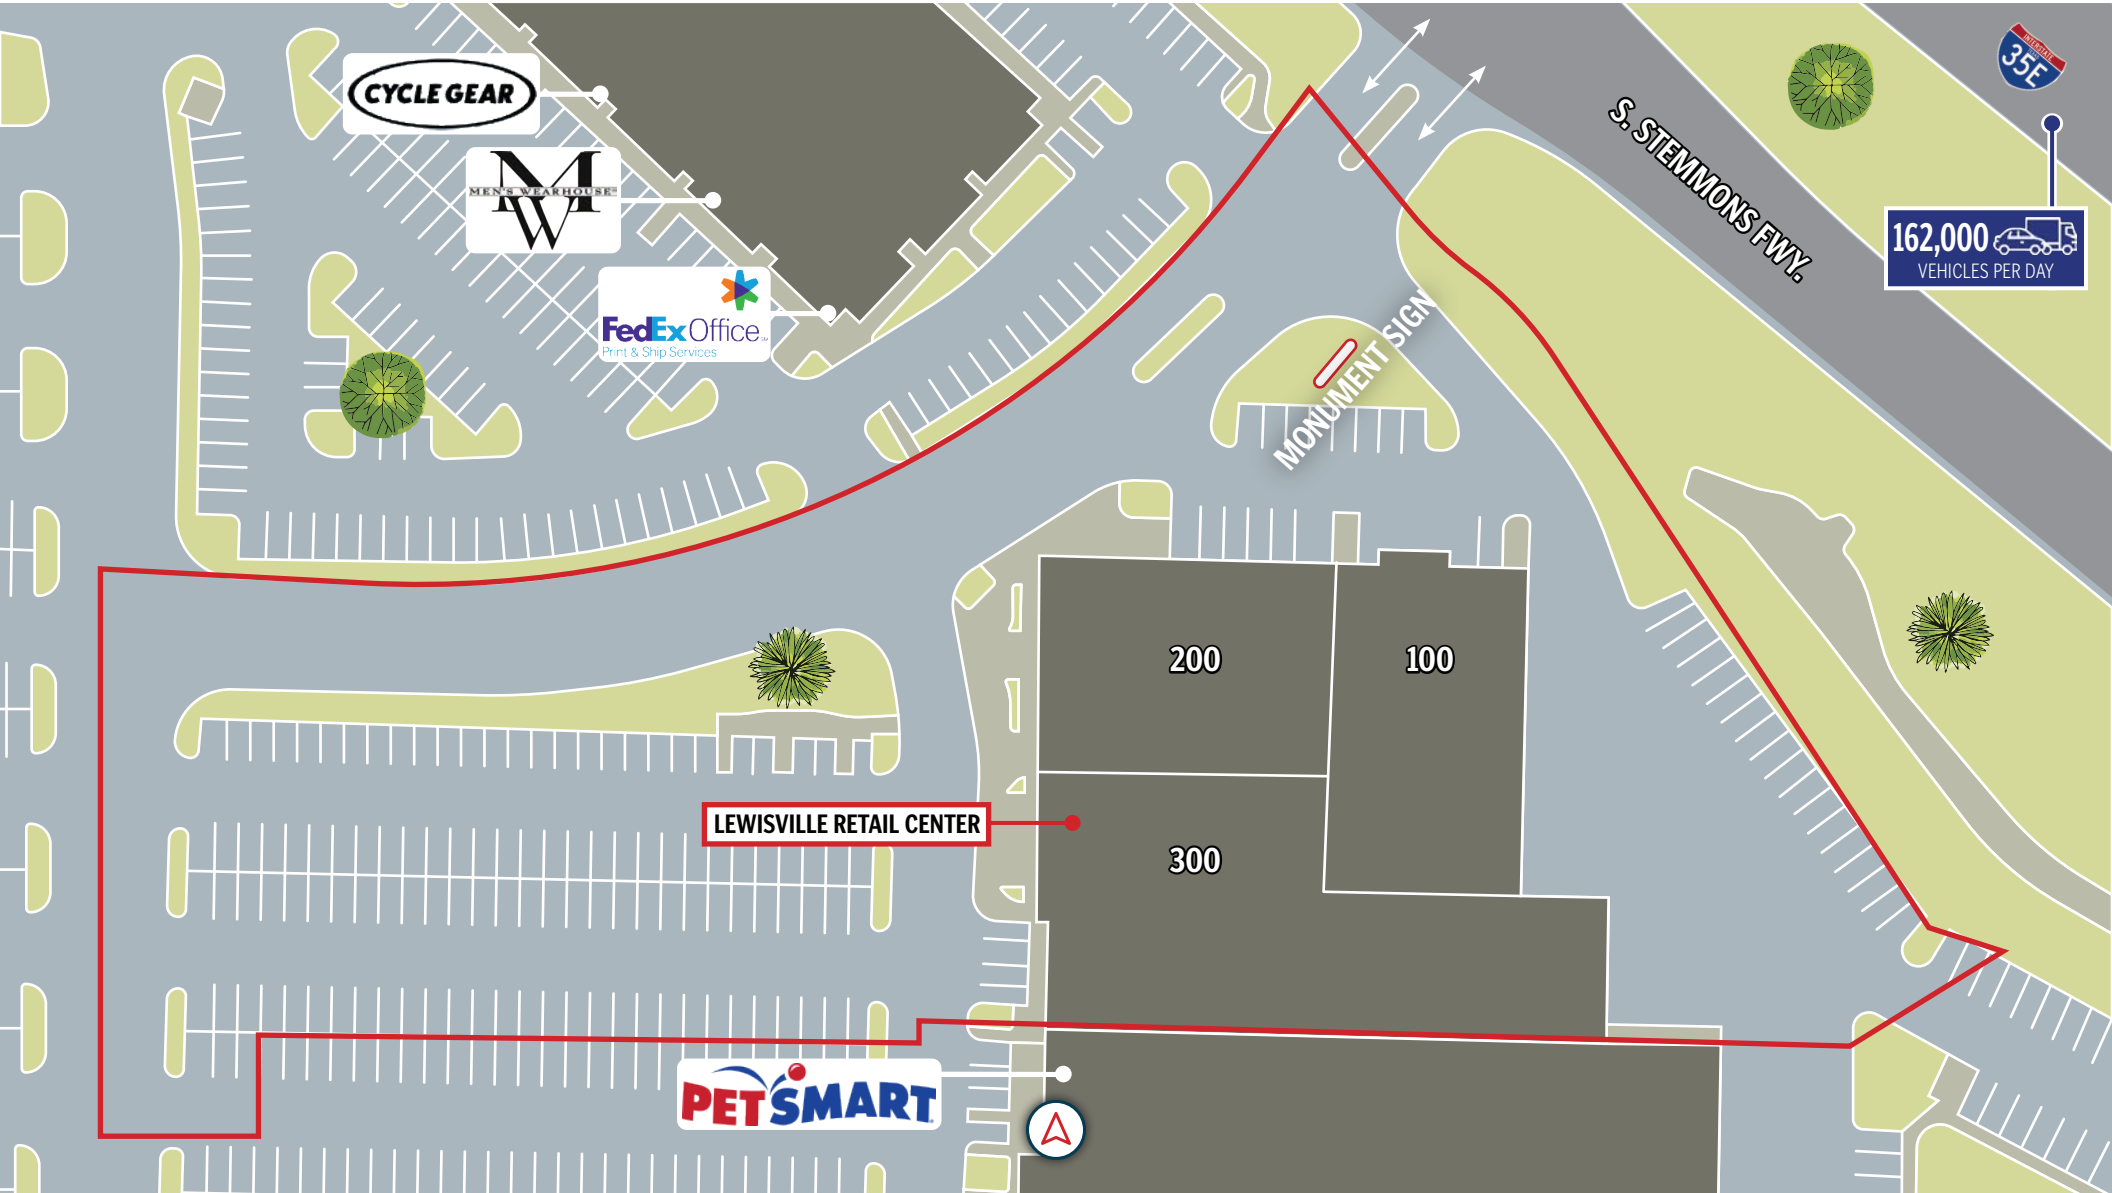 CYCLE GEAR
M
MEN'S WEARHOUSE
W
FedEx Office
Print & Ship Services
INTERSTATE
35E
S. STEMMONS FWY.
162,000
VEHICLES PER DAY
MONUMENT SIGN
200
100
LEWISVILLE RETAIL CENTER
300
PETSMART